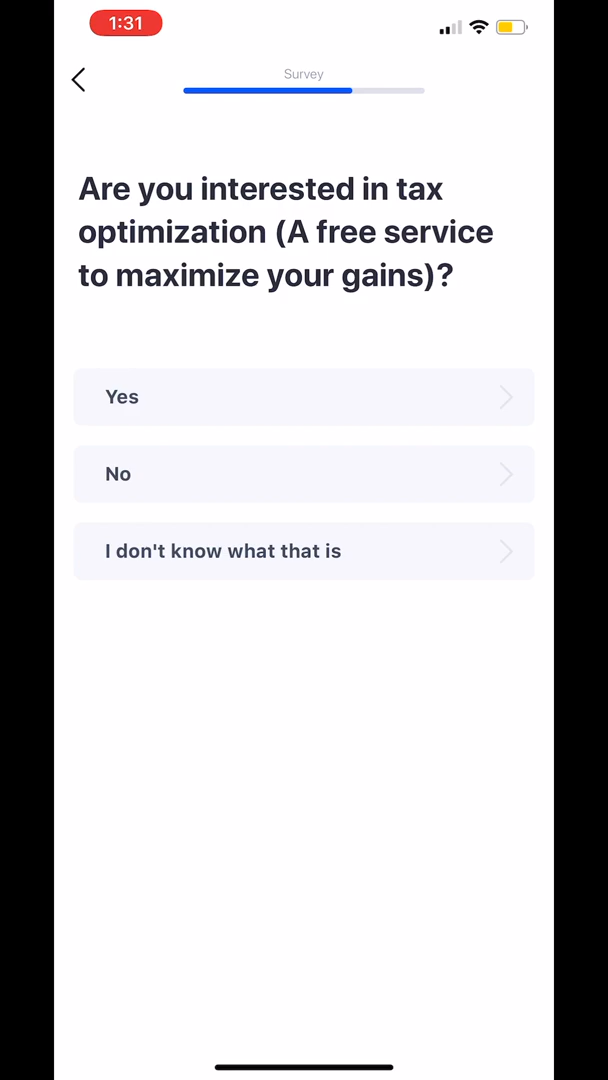 1:31
Survey
Are you interested in tax
optimization (A free service
to maximize your gains)?
Yes
No
I don't know what that is